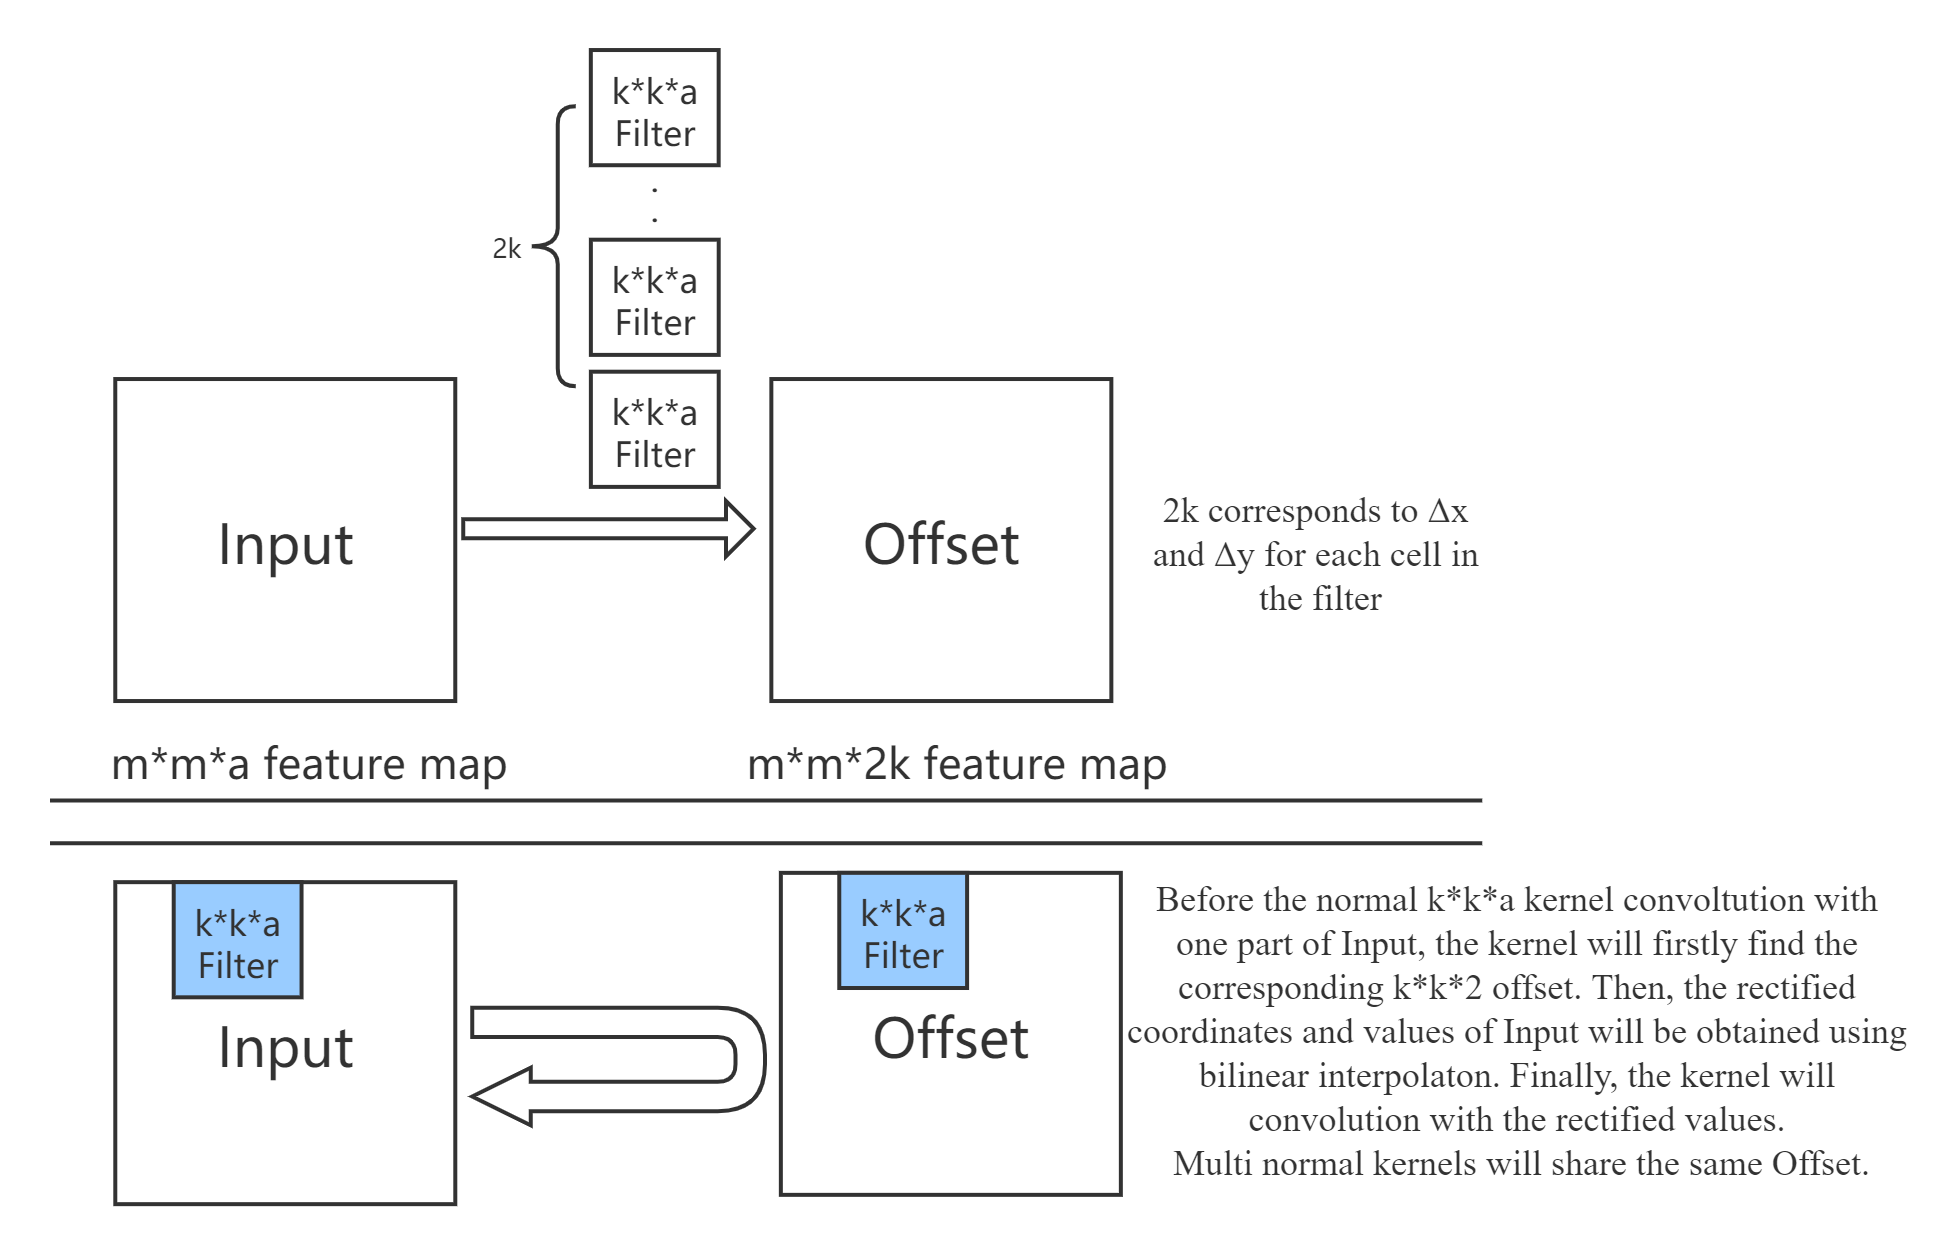 k*k*a
Filter
.
.
2k
k*k*a
Filter
k*k*a
Filter
Input
Offset
2k corresponds to Δx
and Δy for each cell in
the filter
m*m*a feature map
m*m*2k feature map
k*k*a
Filter
Input
k*k*a
Filter
Offset
Before the normal k*k*a kernel convoltution with
one part of Input, the kernel will firstly find the
corresponding k*k*2 offset. Then, the rectified
coordinates and values of Input will be obtained using
bilinear interpolaton. Finally, the kernel will
convolution with the rectified values.
Multi normal kernels will share the same Offset.